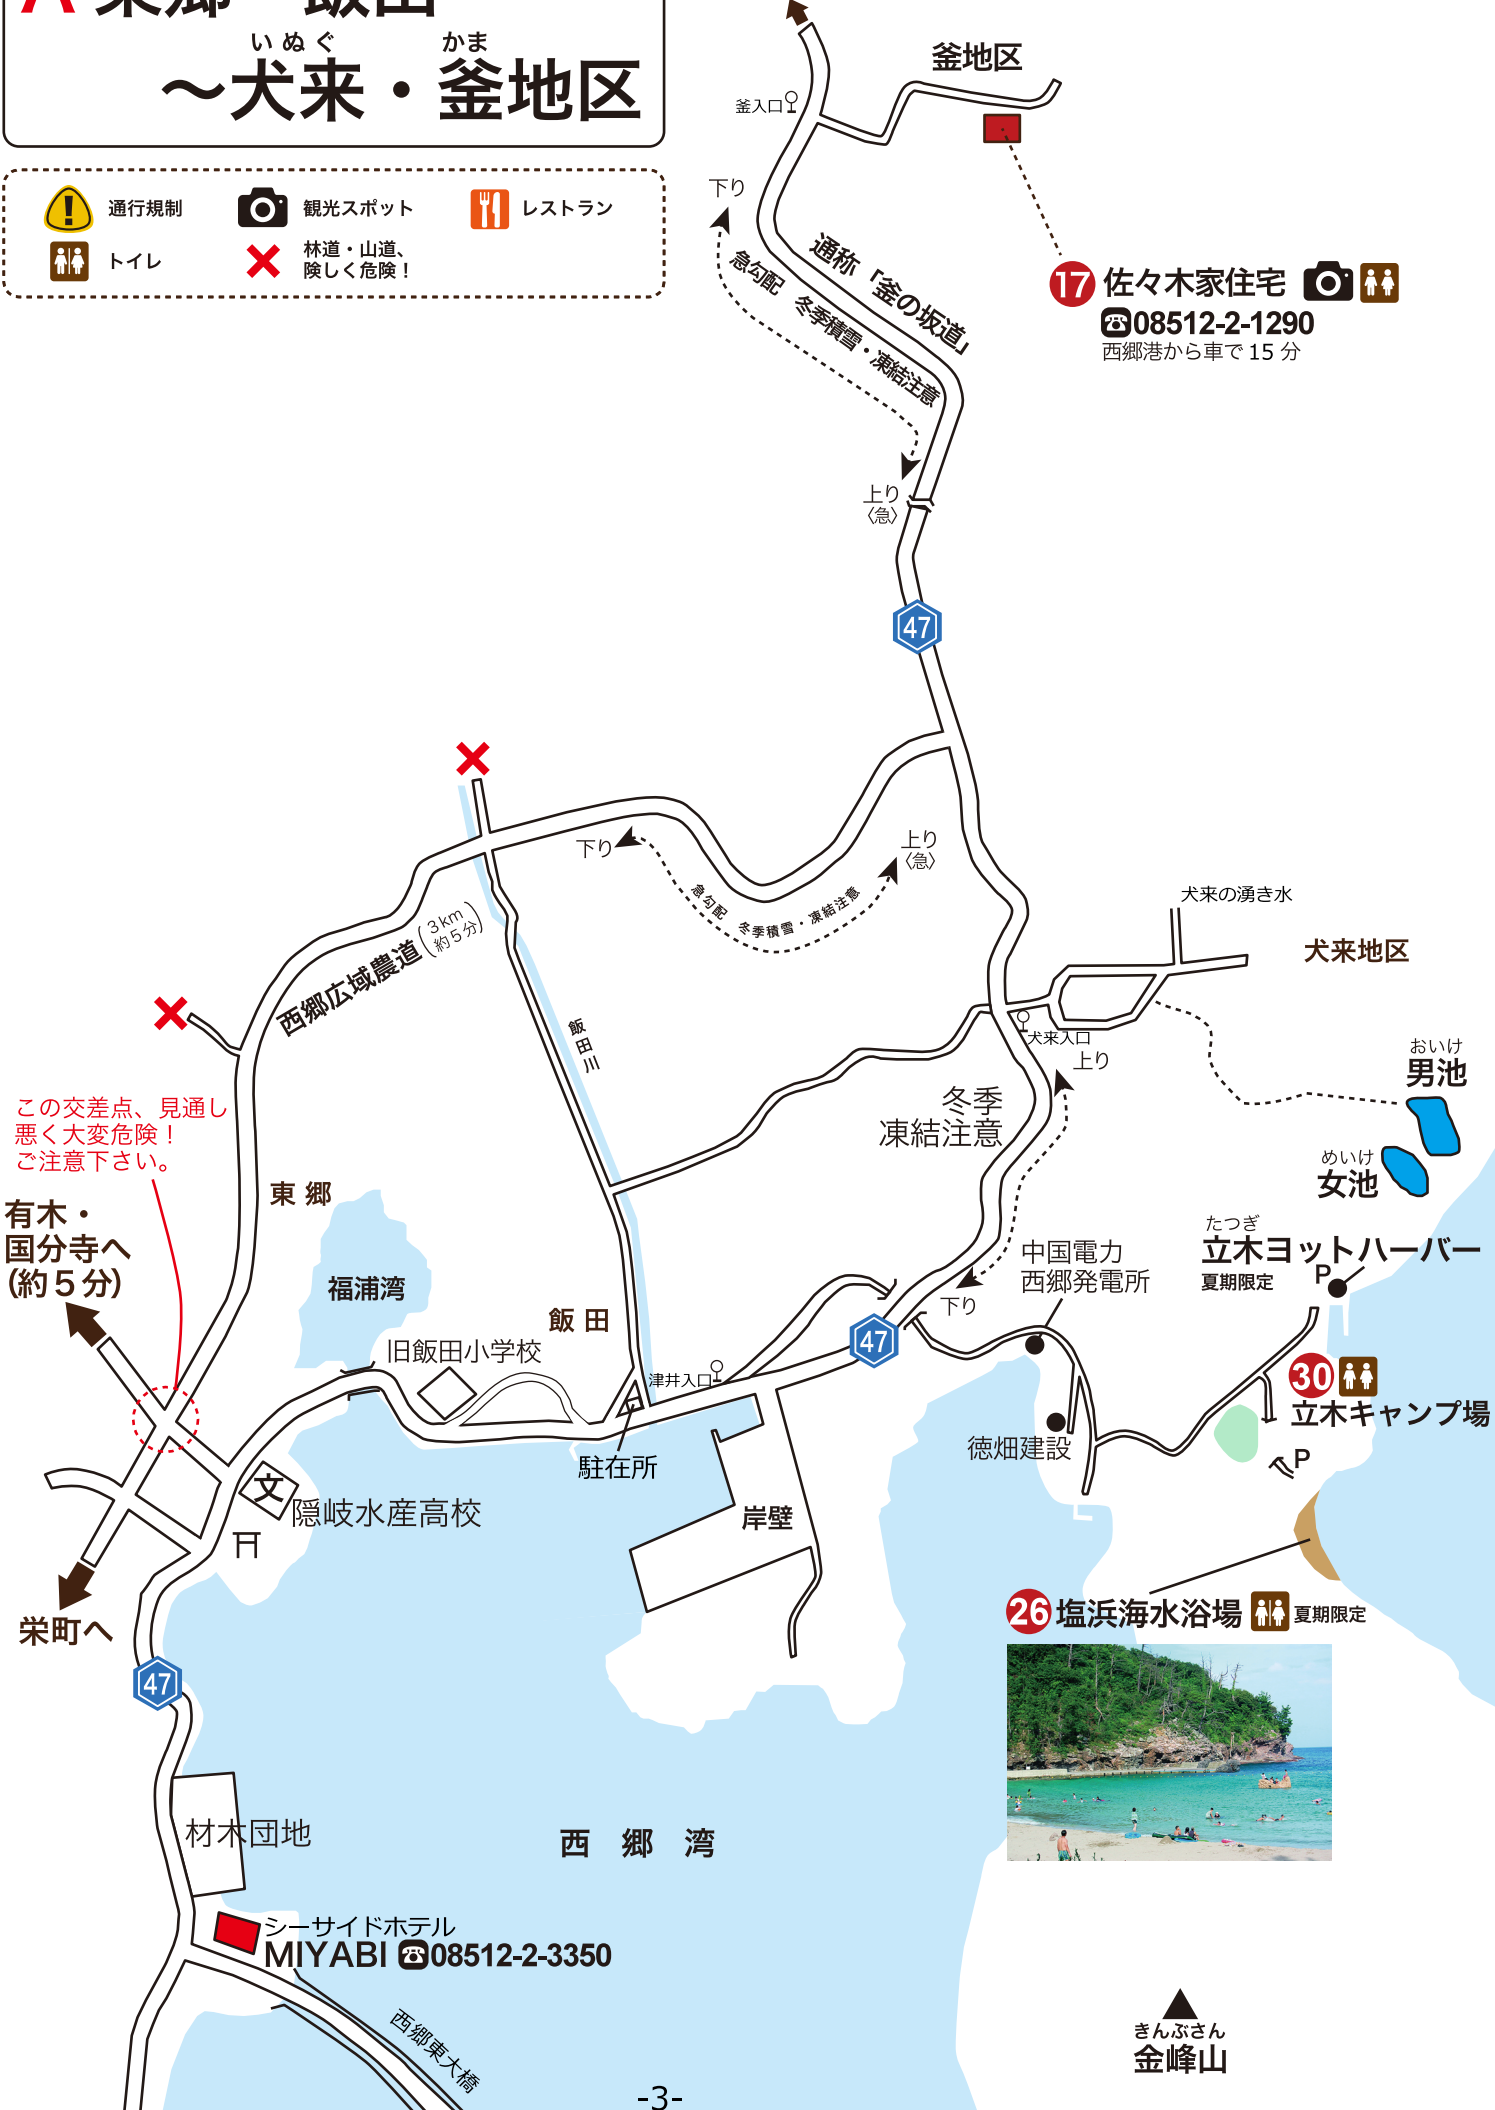 A 東郷 飯田
いぬぐ かま
～犬来・釜地区
通行規制
観光スポット
レストラン
トイレ
林道・山道、
険しく危険！
釜地区
釜入口
下り
通称「釜の坂道」
急勾配 冬季積雪・凍結注意
上り
〈急〉
17 佐々木家住宅
08512-2-1290
西郷港から車で 15 分
47
下り
上り
〈急〉
急勾配 冬季積雪・凍結注意
西郷広域農道
(3km
約5分)
飯田川
犬来の湧き水
犬来地区
犬来入口
上り
冬季
凍結注意
おいけ
男池
めいけ
女池
この交差点、見通し
悪く大変危険！
ご注意下さい。
東郷
有木・
国分寺へ
(約５分)
福浦湾
飯田
旧飯田小学校
津井入口
47
下り
中国電力
西郷発電所
たつぎ
立木ヨットハーバー
夏期限定
P
30
立木キャンプ場
P
徳畑建設
駐在所
岸壁
文
隠岐水産高校
栄町へ
47
26 塩浜海水浴場 夏期限定
材木団地
西郷湾
シーサイドホテル
MIYABI 08512-2-3350
西郷東大橋
きんぶさん
金峰山
-3-